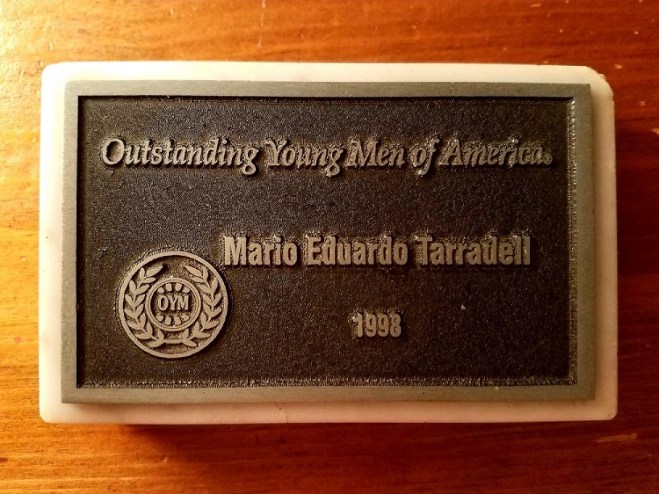 Outstanding Young Men of America®
Mario Eduardo Tarradell
OYM
1998